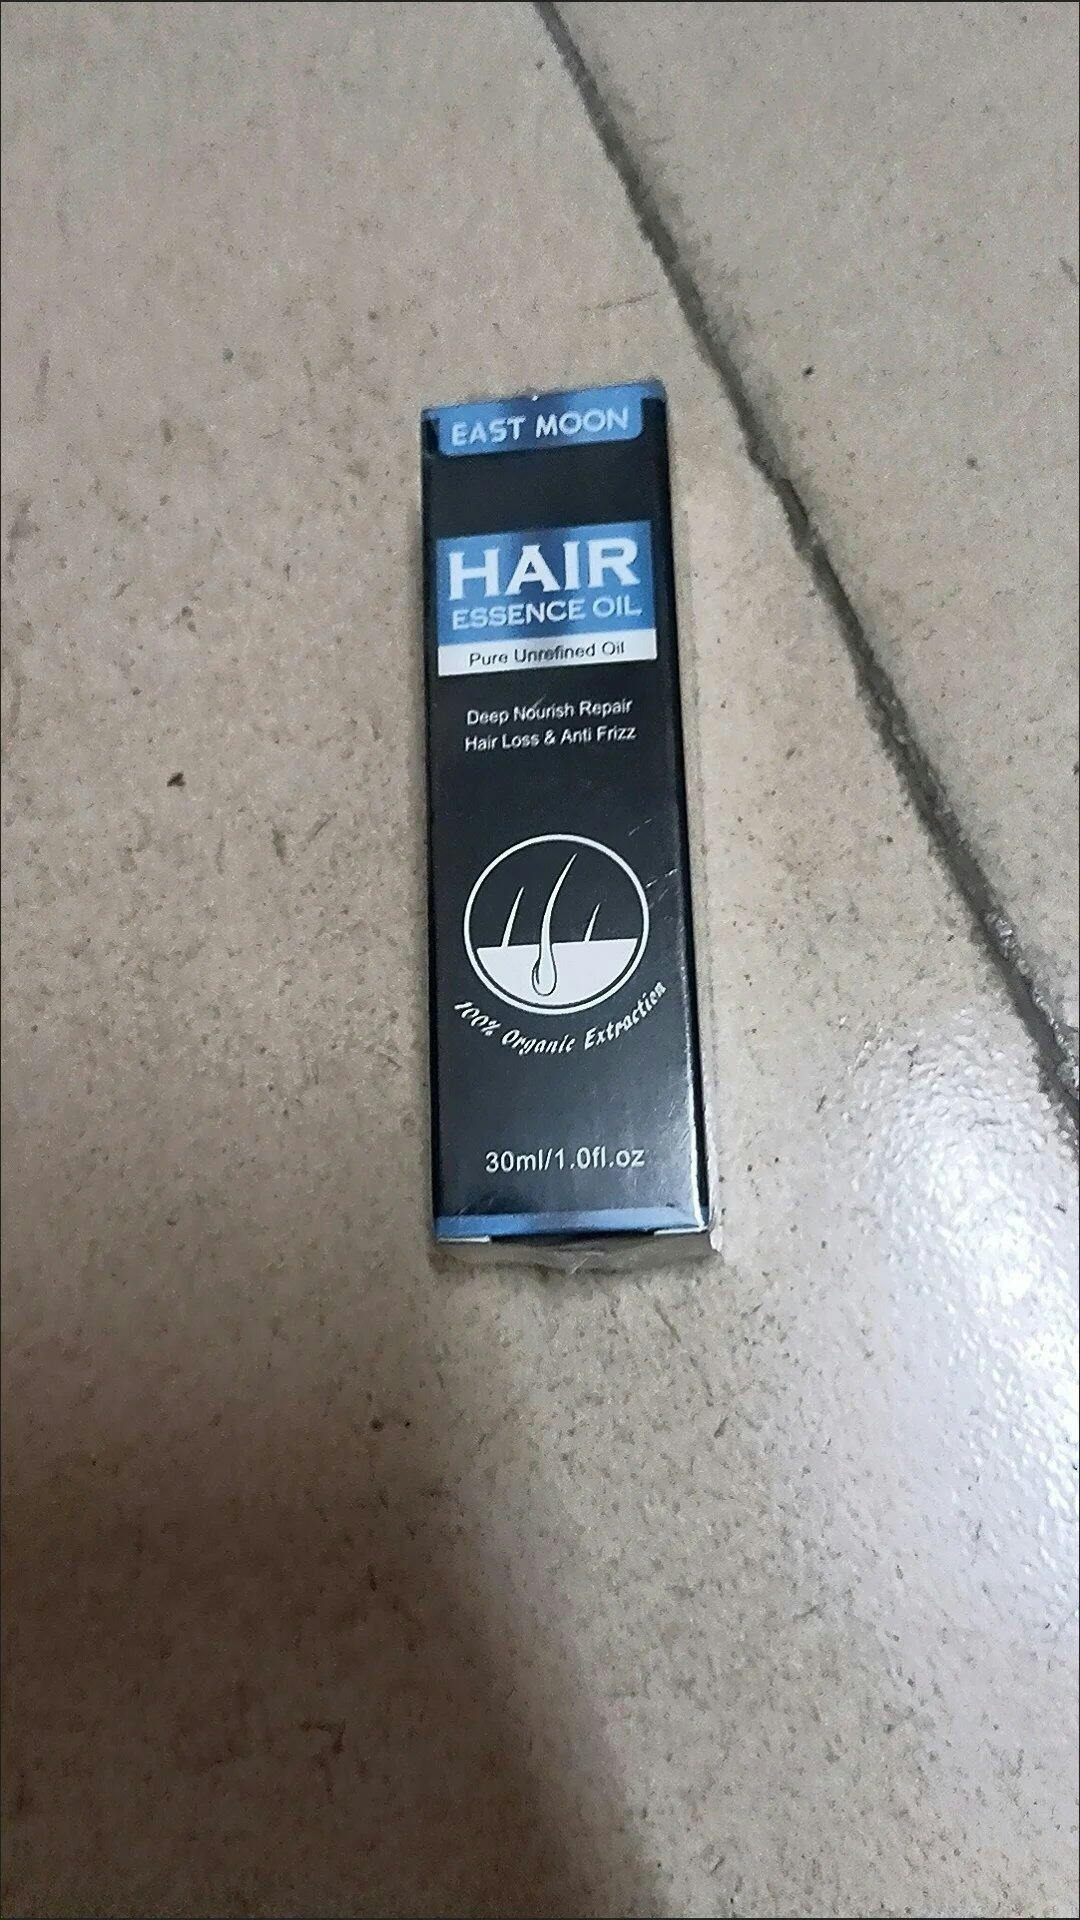 EAST MOON
HAIR
ESSENCE OIL
Pure Unrefined Oil
Deep Nourish Repair
Hair Loss & Anti Frizz
100% Organic Extraction
30ml/1.0fl.oz